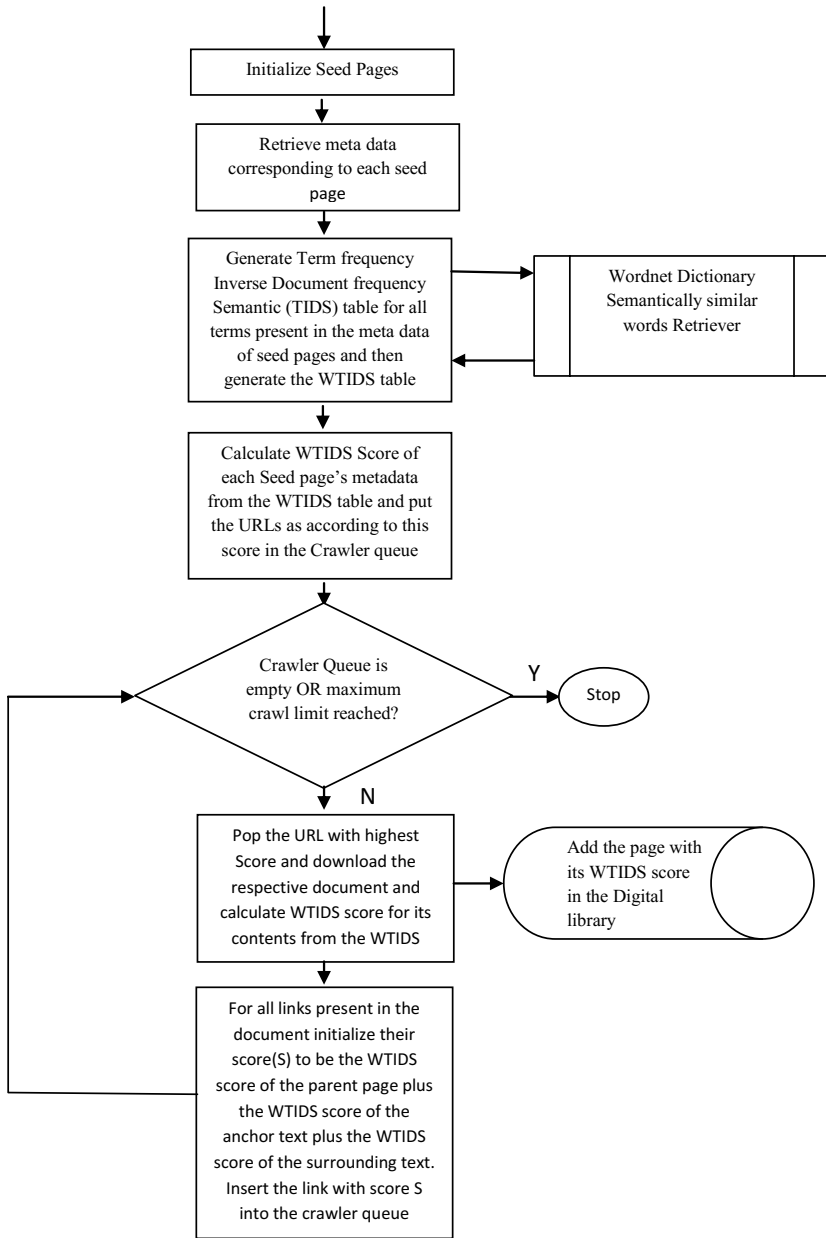 Initialize Seed Pages
Retrieve meta data
corresponding to each seed
page
Generate Term frequency
Inverse Document frequency
Semantic (TIDS) table for all
terms present in the meta data
of seed pages and then
generate the WTIDS table
Wordnet Dictionary
Semantically similar
words Retriever
Calculate WTIDS Score of
each Seed page’s metadata
from the WTIDS table and put
the URLs as according to this
score in the Crawler queue
Crawler Queue is
empty OR maximum
crawl limit reached?
Y
Stop
N
Pop the URL with highest
Score and download the
respective document and
calculate WTIDS score for its
contents from the WTIDS
Add the page with
its WTIDS score
in the Digital
library
For all links present in the
document initialize their
score(S) to be the WTIDS
score of the parent page plus
the WTIDS score of the
anchor text plus the WTIDS
score of the surrounding text.
Insert the link with score S
into the crawler queue